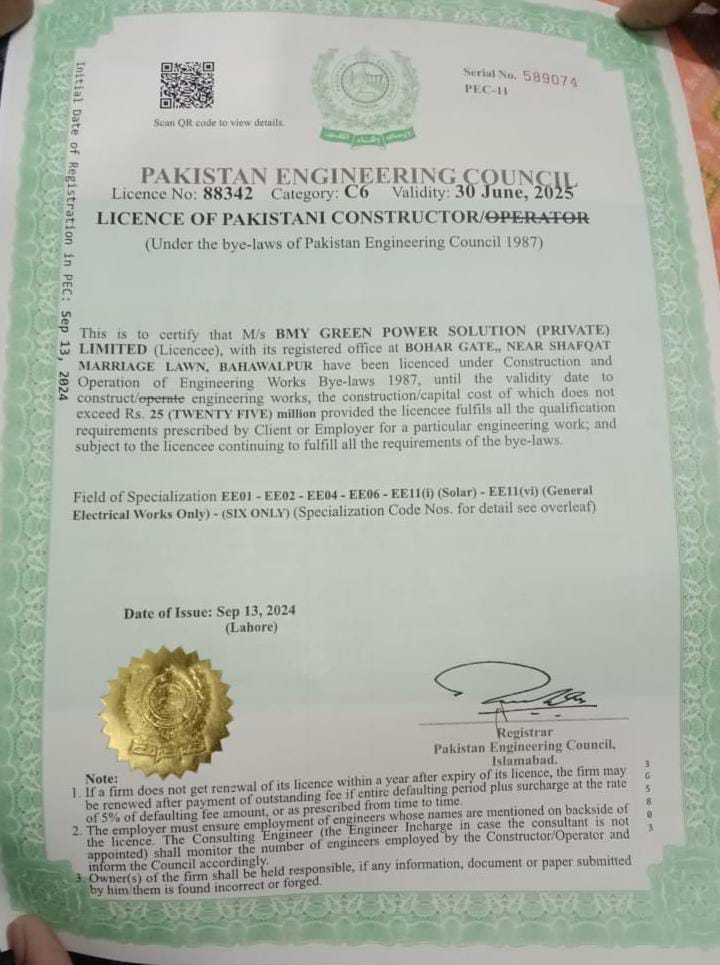 Serial No. 589074
PEC-11
Scan QR code to view details.
Initial Date of Registration in PEC: Sep 13, 2024
PAKISTAN ENGINEERING COUNCIL
Licence No: 88342 Category: C6 Validity: 30 June, 2025
LICENCE OF PAKISTANI CONSTRUCTOR/OPERATOR
(Under the bye-laws of Pakistan Engineering Council 1987)
This is to certify that M/s BMY GREEN POWER SOLUTION (PRIVATE)
LIMITED (Licencee), with its registered office at BOHAR GATE,, NEAR SHAFQAT
MARRIAGE LAWN, BAHAWALPUR have been licenced under Construction and
Operation of Engineering Works Bye-laws 1987, until the validity date to
construct/operate engineering works, the construction/capital cost of which does not
exceed Rs. 25 (TWENTY FIVE) million provided the licencee fulfils all the qualification
requirements prescribed by Client or Employer for a particular engineering work; and
subject to the licencee continuing to fulfill all the requirements of the bye-laws.
Field of Specialization EE01 - EE02 - EE04 - EE06 - EE11(i) (Solar) - EE11(vi) (General
Electrical Works Only) - (SIX ONLY) (Specialization Code Nos. for detail see overleaf)
Date of Issue: Sep 13, 2024
(Lahore)
Registrar
Pakistan Engineering Council,
Islamabad.
Note:
1. If a firm does not get renewal of its licence within a year after expiry of its licence, the firm may
be renewed after payment of outstanding fee if entire defaulting period plus surcharge at the rate
of 5% of defaulting fee amount, or as prescribed from time to time.
2. The employer must ensure employment of engineers whose names are mentioned on backside of
the licence. The Consulting Engineer (the Engineer Incharge in case the consultant is not
appointed) shall monitor the number of engineers employed by the Constructor/Operator and
inform the Council accordingly.
3. Owner(s) of the firm shall be held responsible, if any information, document or paper submitted
by him/them is found incorrect or forged.